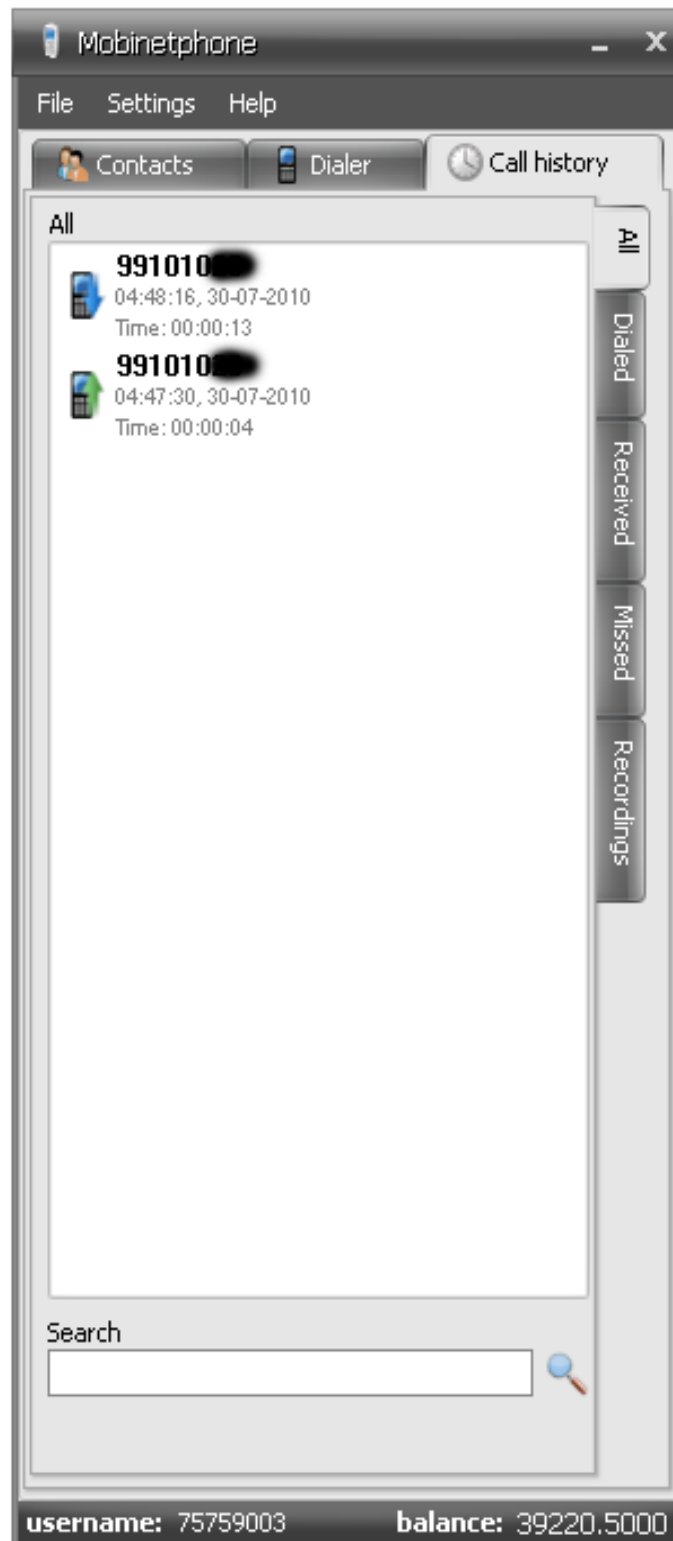 Mobinetphone
File Settings Help
Contacts Dialer Call history
All
991010
04:48:16, 30-07-2010
Time: 00:00:13
991010
04:47:30, 30-07-2010
Time: 00:00:04
All
Dialed
Received
Missed
Recordings
Search
username: 75759003 balance: 39220.5000